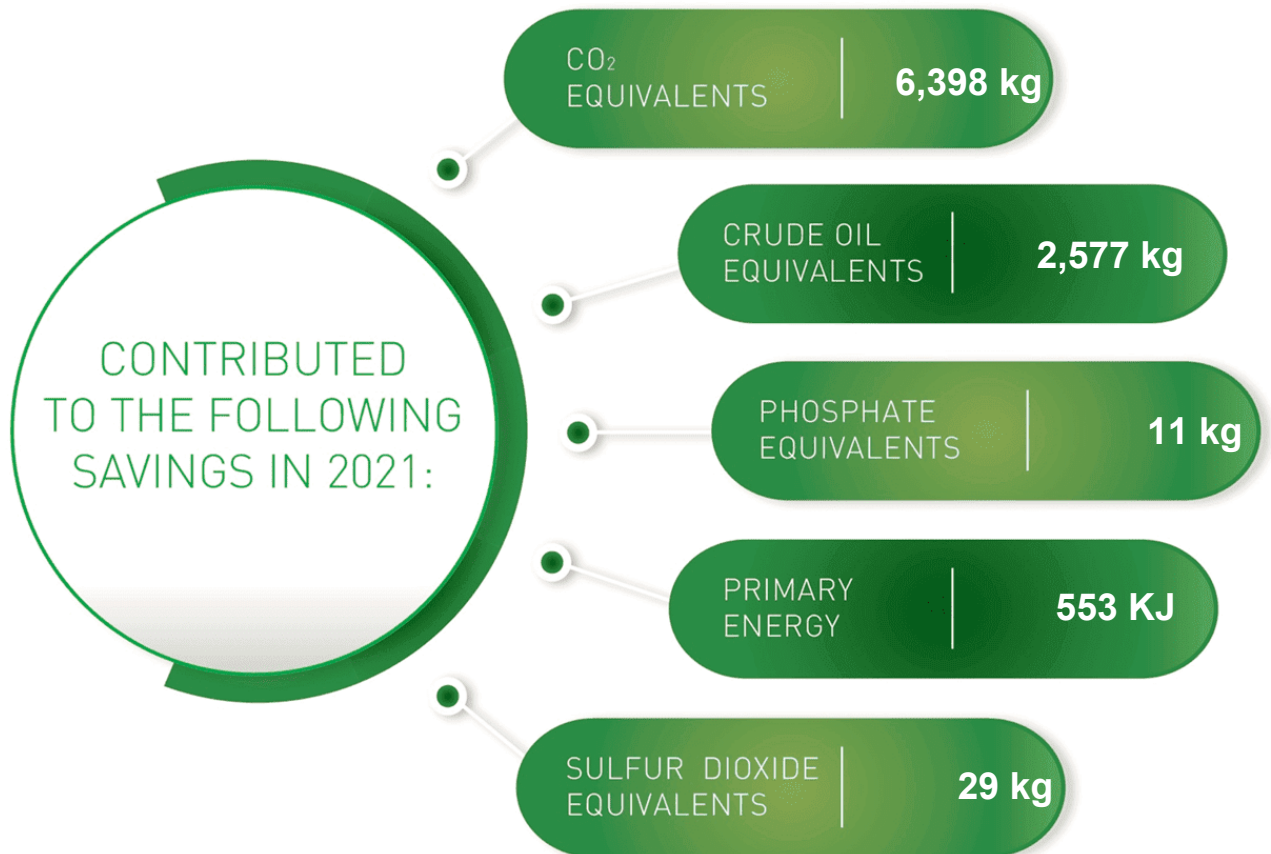 CONTRIBUTED
TO THE FOLLOWING
SAVINGS IN 2021:
CO₂
EQUIVALENTS
6,398 kg
CRUDE OIL
EQUIVALENTS
2,577 kg
PHOSPHATE
EQUIVALENTS
11 kg
PRIMARY
ENERGY
553 KJ
SULFUR DIOXIDE
EQUIVALENTS
29 kg